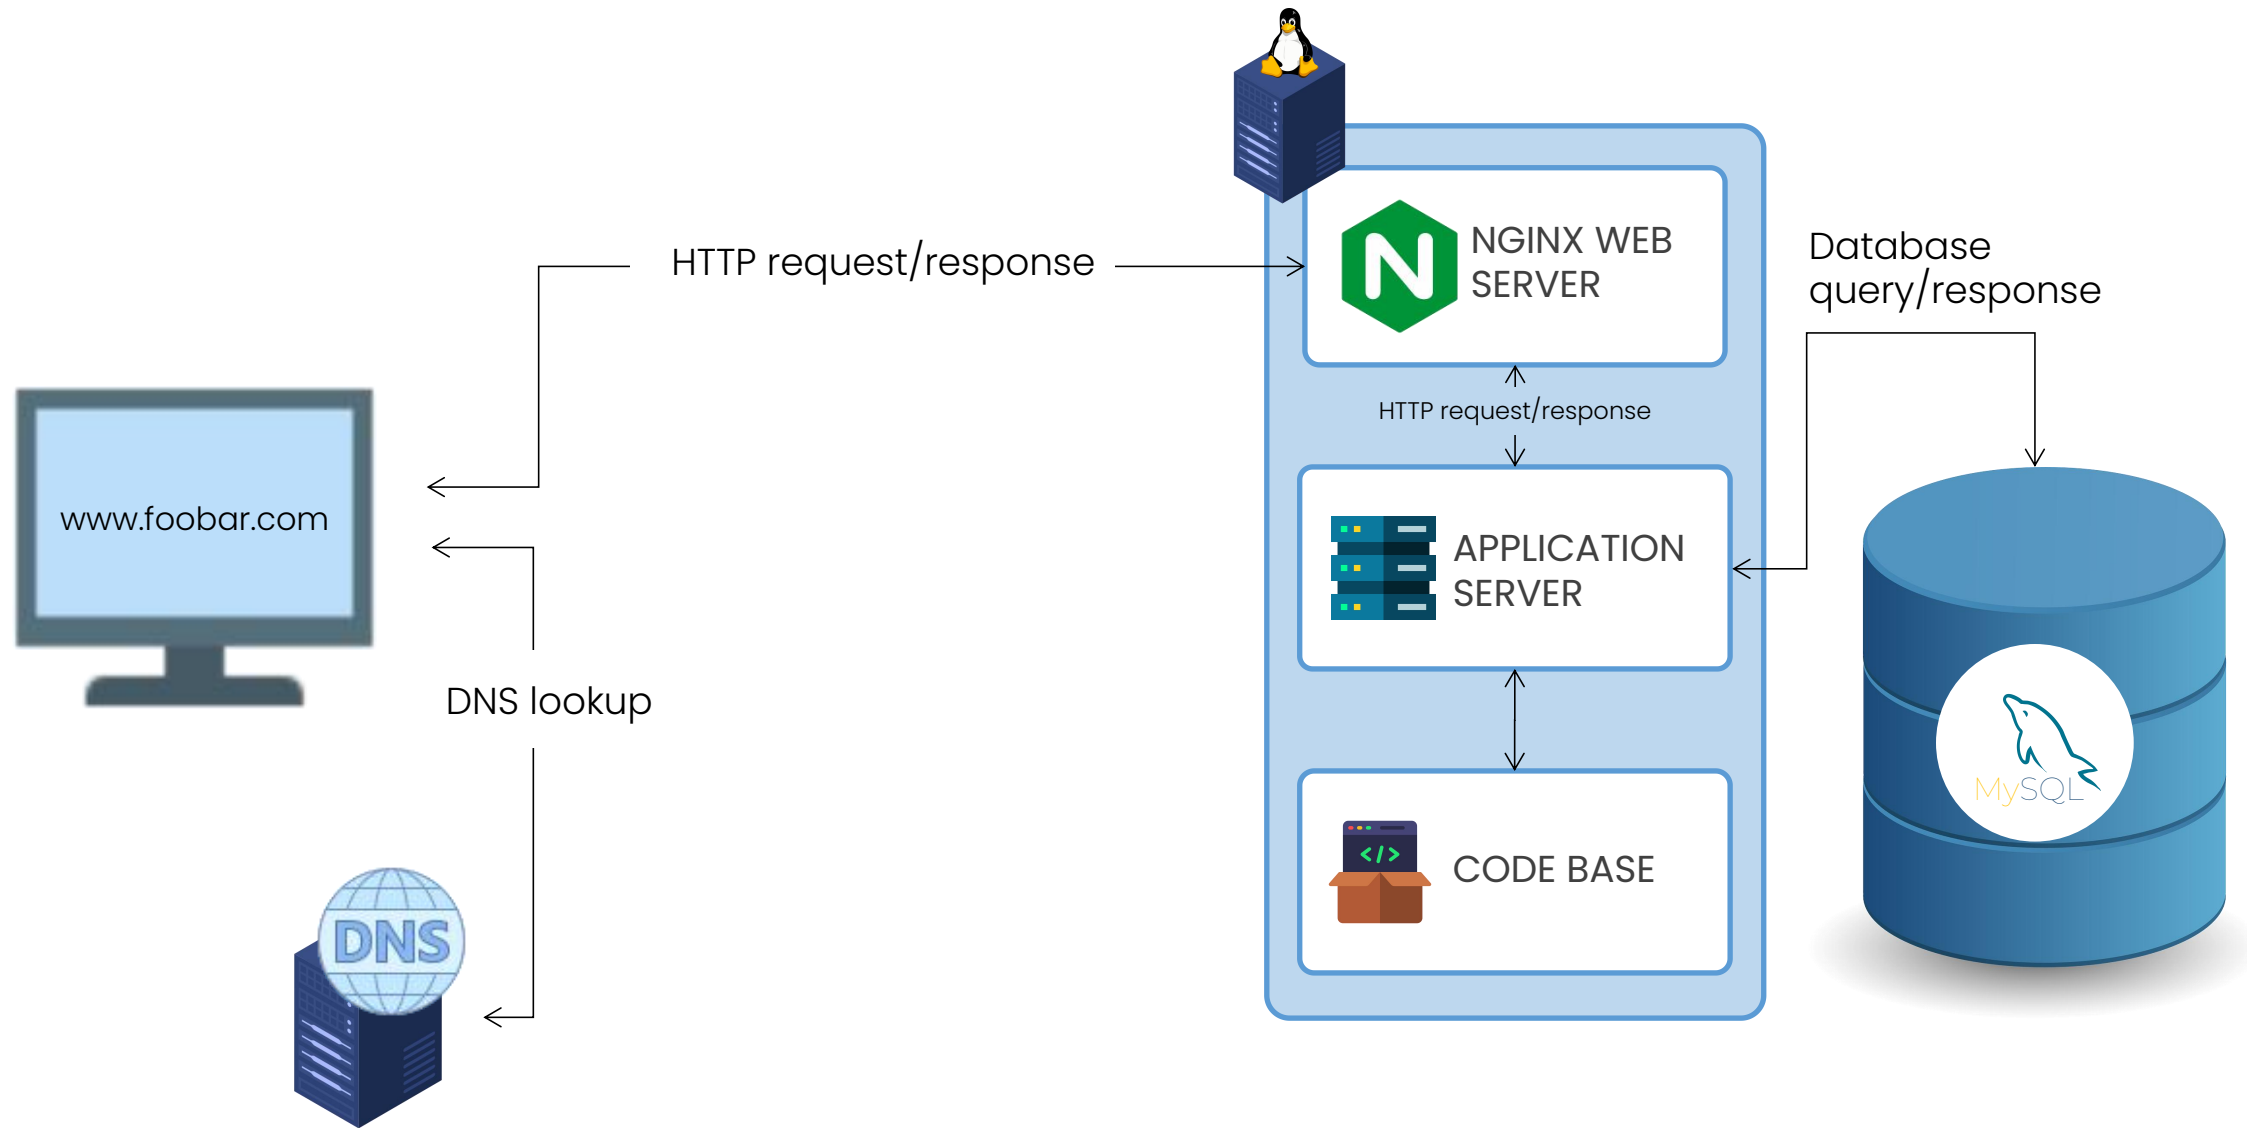 HTTP request/response
NGINX WEB
SERVER
Database
query/response
HTTP request/response
www.foobar.com
APPLICATION
SERVER
DNS lookup
MySQL
CODE BASE
DNS